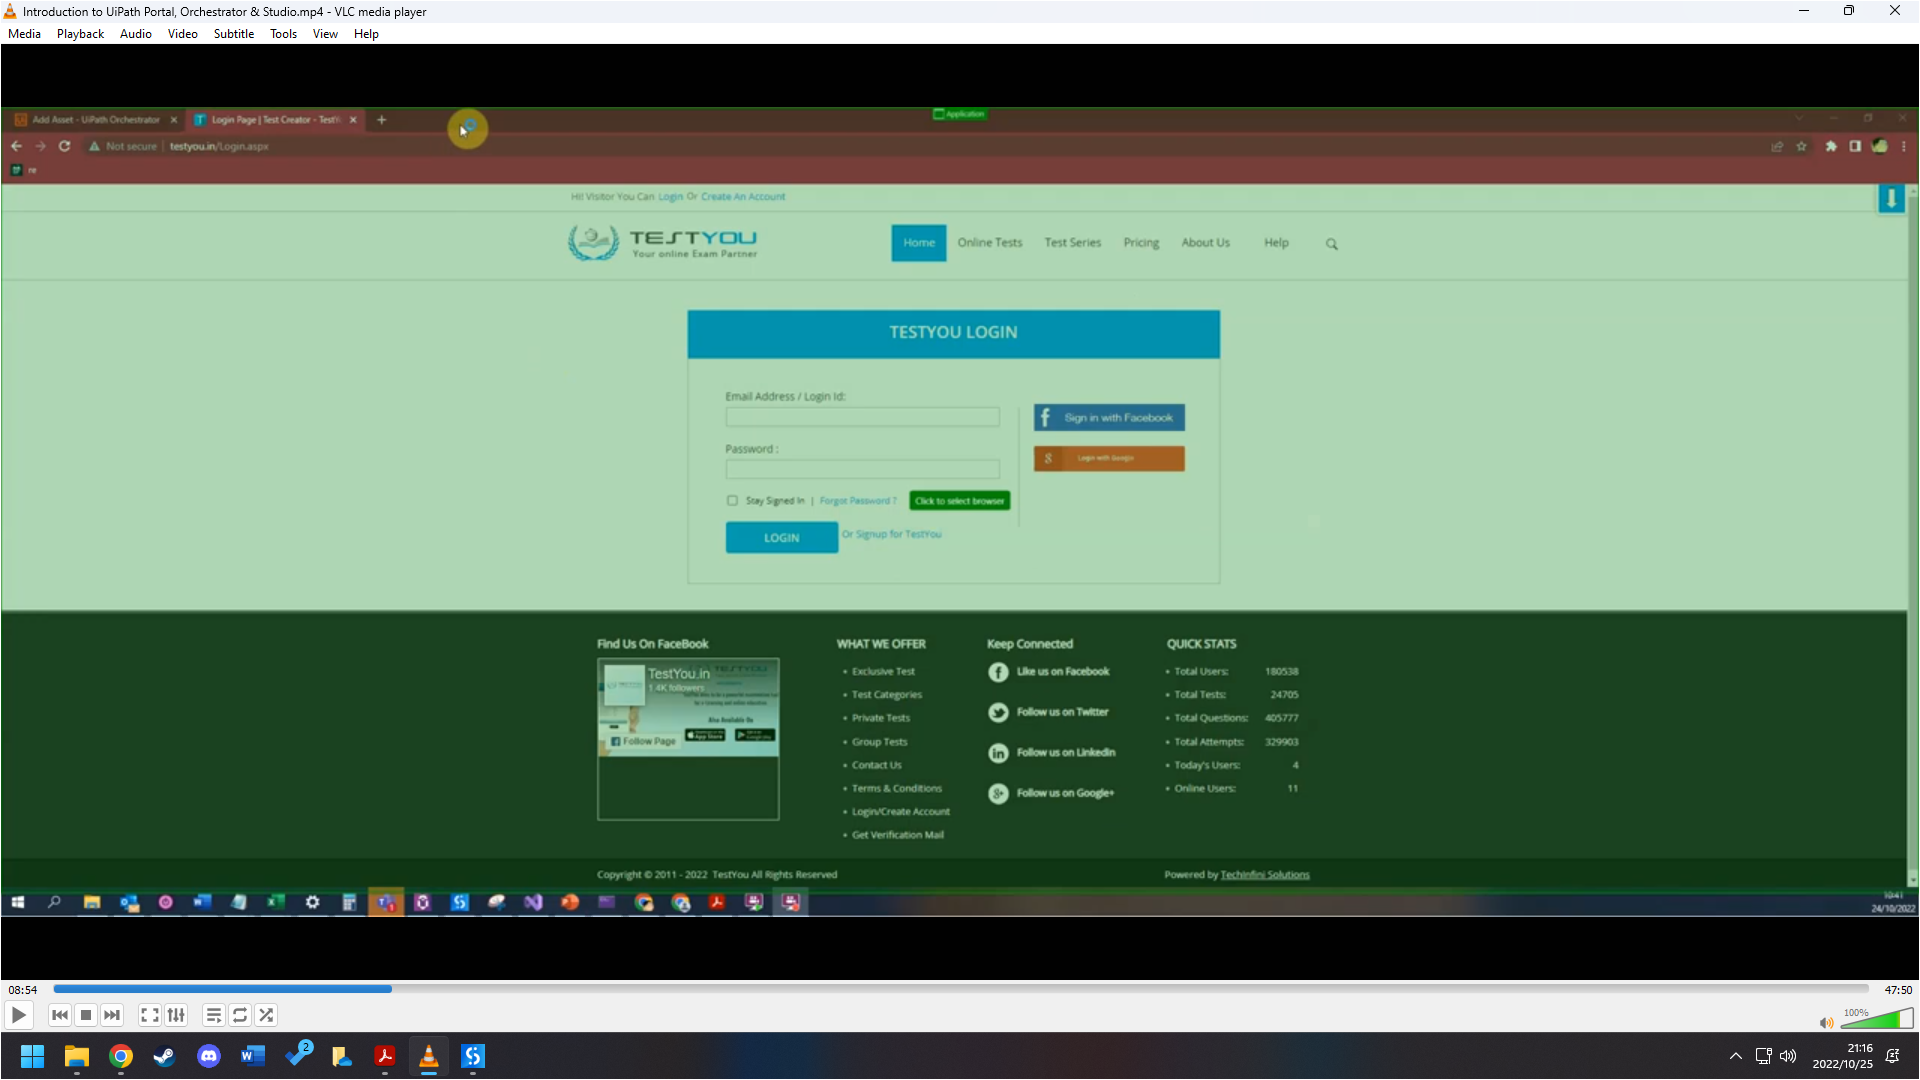 Introduction to UiPath Portal, Orchestrator & Studio.mp4 - VLC media player
Media Playback Audio Video Subtitle Tools View Help
Add Asset - UiPath Orchestrator
Login Page | Test Creator - TestY
Application
Not secure testyou.in/Login.aspx
re
Hi! Visitor You Can Login Or Create An Account
TESTYOU
Your online Exam Partner
Home Online Tests Test Series Pricing About Us Help
TESTYOU LOGIN
Email Address / Login Id:
Sign in with Facebook
Password :
Login with Google
Stay Signed In | Forgot Password ?
Click to select browser
LOGIN
Or Signup for TestYou
Find Us On FaceBook
TestYou.in
1.4K followers
Also Available On
App Store
Follow Page
WHAT WE OFFER
Exclusive Test
Test Categories
Private Tests
Group Tests
Contact Us
Terms & Conditions
Login/Create Account
Get Verification Mail
Keep Connected
Like us on Facebook
Follow us on Twitter
Follow us on LinkedIn
Follow us on Google+
QUICK STATS
Total Users: 180538
Total Tests: 24705
Total Questions: 405777
Total Attempts: 329903
Today's Users: 4
Online Users: 11
Copyright © 2011 - 2022 TestYou All Rights Reserved
Powered by TechInfini Solutions
10:41
24/10/2022
08:54
47:50
100%
2
21:16
2022/10/25